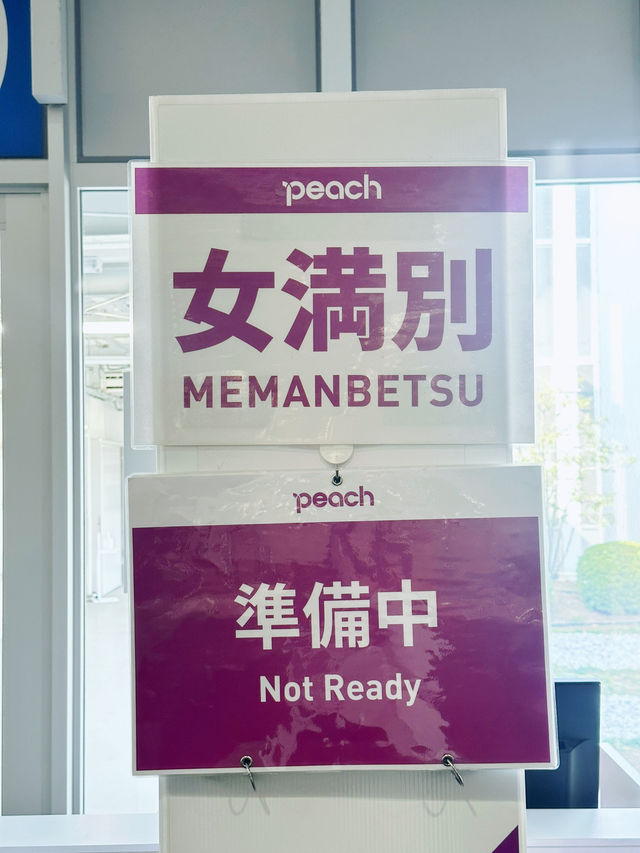 peach
女満別
MEMANBETSU
peach
準備中
Not Ready